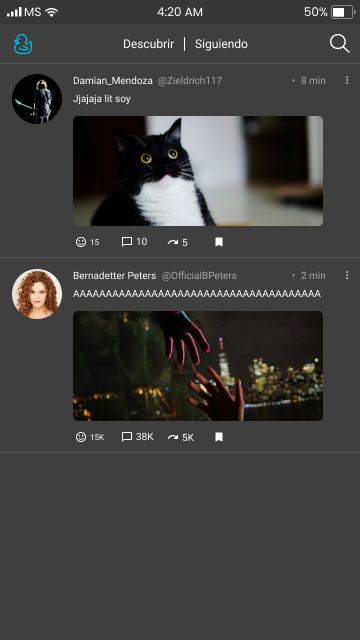 MS 4:20 AM 50%
Descubrir | Siguiendo
Damian_Mendoza @Zieldrich117 • 8 min
Jjajaja lit soy
15 10 5
Bernadetter Peters @OfficialBPeters • 2 min
AAAAAAAAAAAAAAAAAAAAAAAAAAAAAAAAAAAAAA
15K 38K 5K